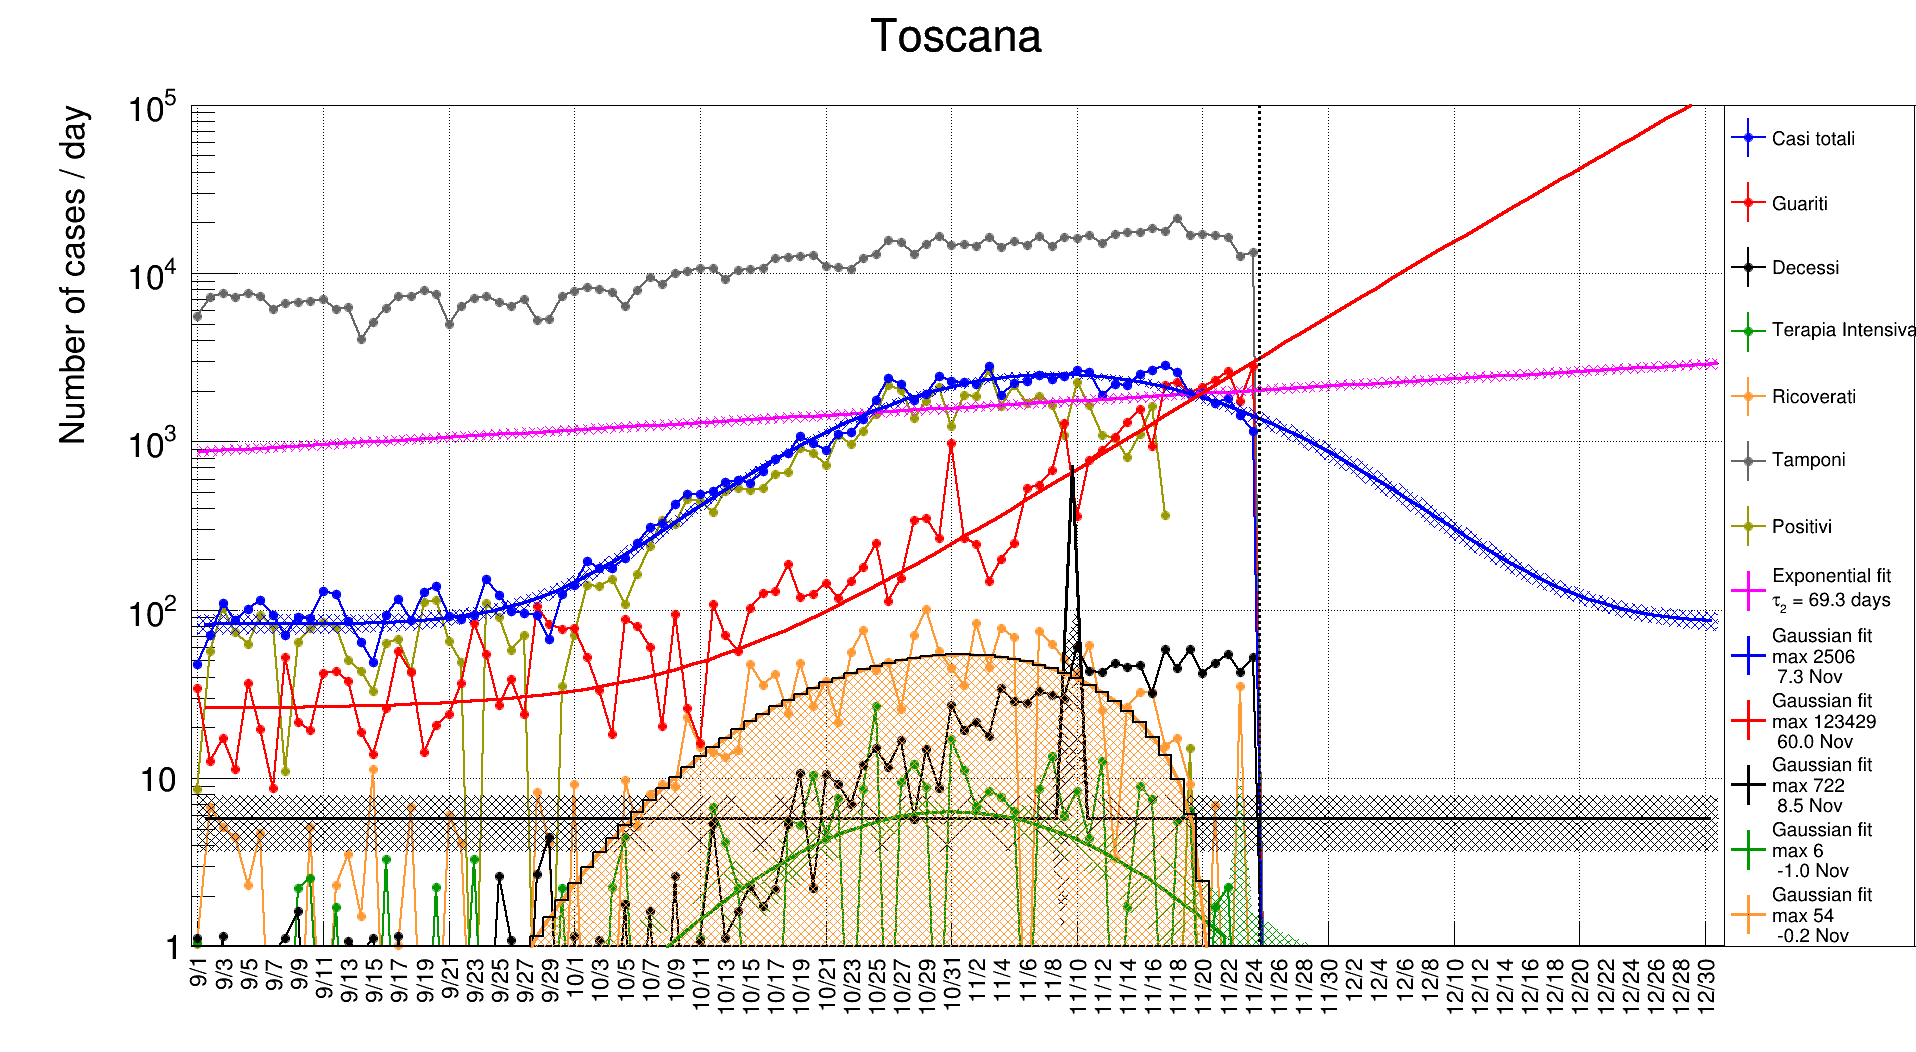 Toscana
Number of cases / day
10^5
10^4
10^3
10^2
10
1
9/1 9/3 9/5 9/7 9/9 9/11 9/13 9/15 9/17 9/19 9/21 9/23 9/25 9/27 9/29 10/1 10/3 10/5 10/7 10/9 10/11 10/13 10/15 10/17 10/19 10/21 10/23 10/25 10/27 10/29 10/31 11/2 11/4 11/6 11/8 11/10 11/12 11/14 11/16 11/18 11/20 11/22 11/24 11/26 11/28 11/30 12/2 12/4 12/6 12/8 12/10 12/12 12/14 12/16 12/18 12/20 12/22 12/24 12/26 12/28 12/30
Casi totali
Guariti
Decessi
Terapia Intensiva
Ricoverati
Tamponi
Positivi
Exponential fit
τ2 = 69.3 days
Gaussian fit
max 2506
7.3 Nov
Gaussian fit
max 123429
60.0 Nov
Gaussian fit
max 722
8.5 Nov
Gaussian fit
max 6
-1.0 Nov
Gaussian fit
max 54
-0.2 Nov